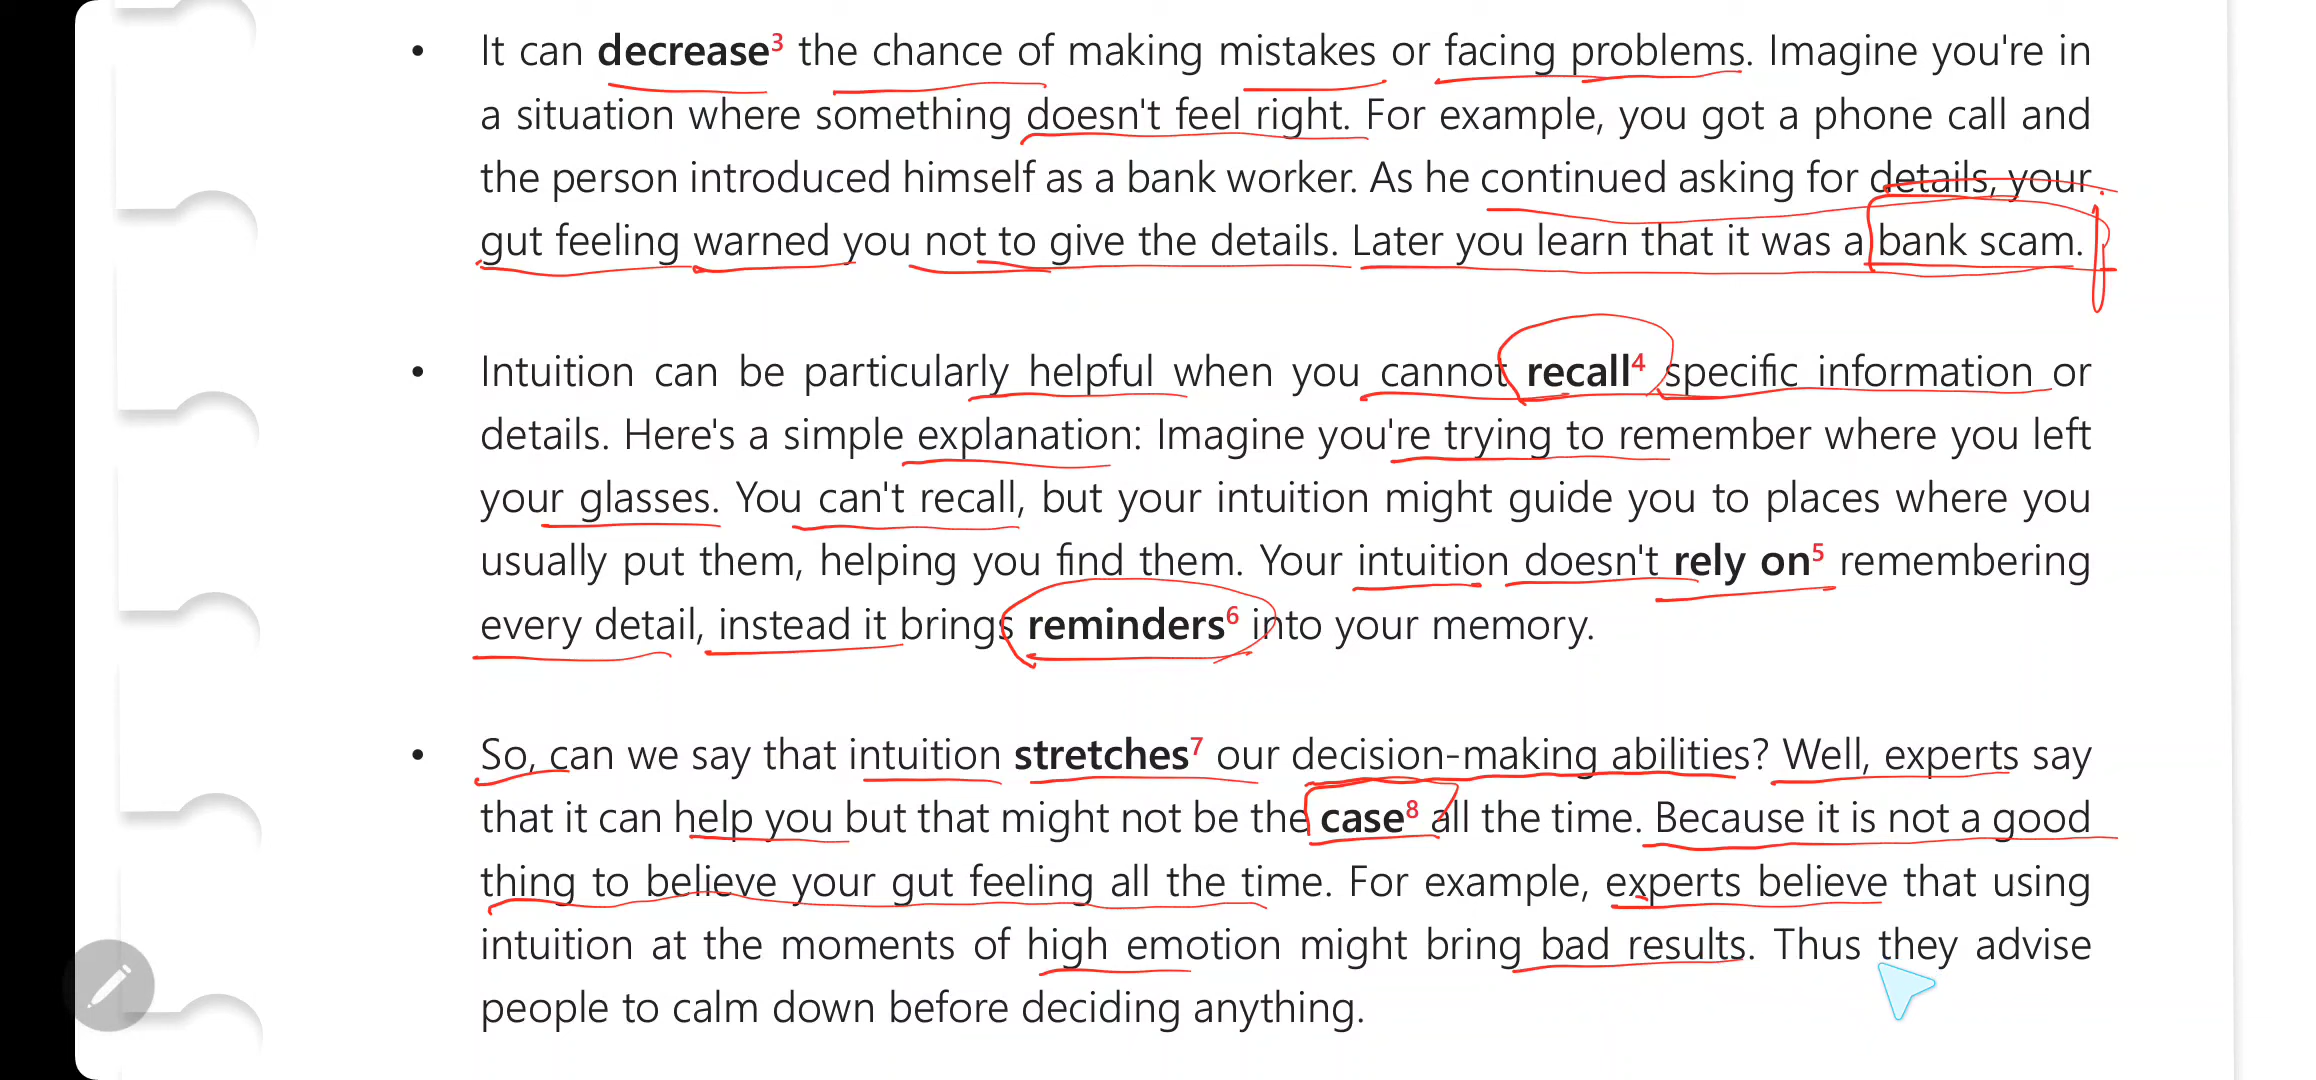 • It can decrease³ the chance of making mistakes or facing problems. Imagine you're in
a situation where something doesn't feel right. For example, you got a phone call and
the person introduced himself as a bank worker. As he continued asking for details, your
gut feeling warned you not to give the details. Later you learn that it was a bank scam.
• Intuition can be particularly helpful when you cannot recall⁴ specific information or
details. Here's a simple explanation: Imagine you're trying to remember where you left
your glasses. You can't recall, but your intuition might guide you to places where you
usually put them, helping you find them. Your intuition doesn't rely on⁵ remembering
every detail, instead it brings reminders⁶ into your memory.
• So, can we say that intuition stretches⁷ our decision-making abilities? Well, experts say
that it can help you but that might not be the case⁸ all the time. Because it is not a good
thing to believe your gut feeling all the time. For example, experts believe that using
intuition at the moments of high emotion might bring bad results. Thus they advise
people to calm down before deciding anything.